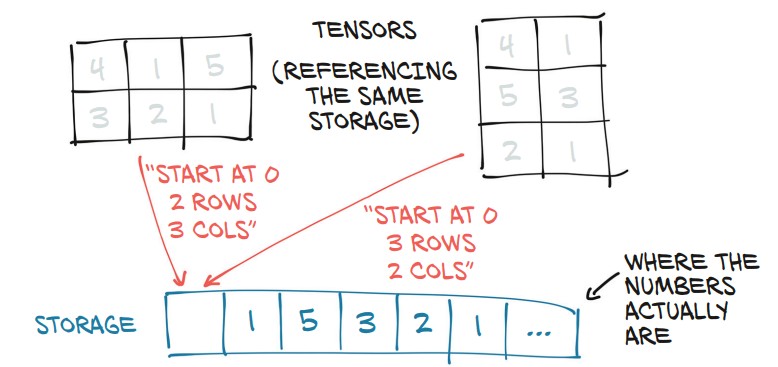 TENSORS
(REFERENCING
THE SAME
STORAGE)
4 1 5
3 2 1
4 1
5 3
2 1
"START AT 0
2 ROWS
3 COLS"
"START AT 0
3 ROWS
2 COLS"
WHERE THE
NUMBERS
ACTUALLY
ARE
STORAGE
1 5 3 2 1 ...